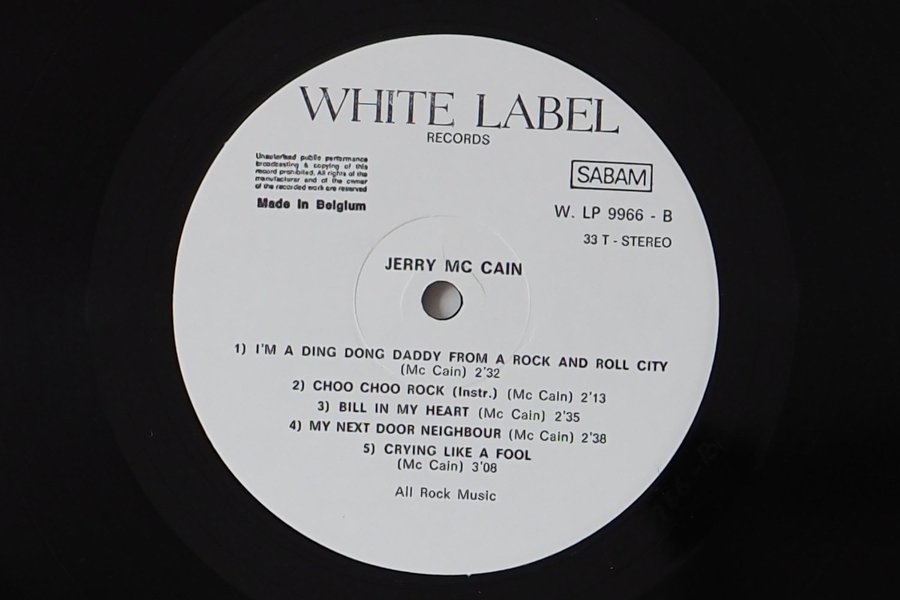 WHITE LABEL
RECORDS
Unauthorised public performance
broadcasting & copying of this
record prohibited. All rights of the
manufacturer and of the owner
of the recorded work are reserved
Made in Belgium
SABAM
W. LP 9966 - B
33 T - STEREO
JERRY MC CAIN
1) I'M A DING DONG DADDY FROM A ROCK AND ROLL CITY
(Mc Cain) 2'32
2) CHOO CHOO ROCK (Instr.) (Mc Cain) 2'13
3) BILL IN MY HEART (Mc Cain) 2'35
4) MY NEXT DOOR NEIGHBOUR (Mc Cain) 2'38
5) CRYING LIKE A FOOL
(Mc Cain) 3'08
All Rock Music